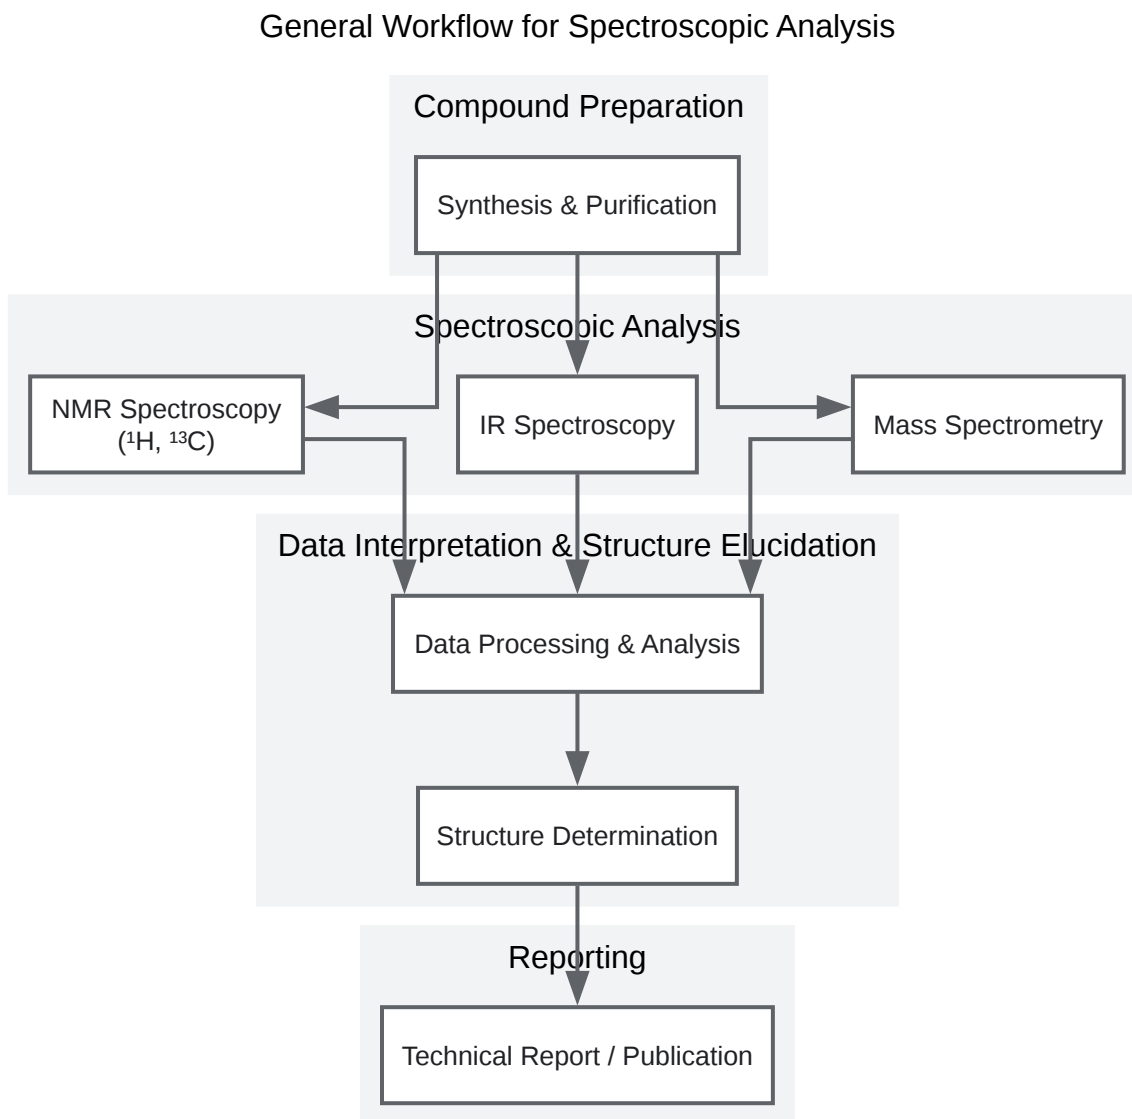 General Workflow for Spectroscopic Analysis
Compound Preparation
Synthesis & Purification
Spectroscopic Analysis
NMR Spectroscopy
(¹H, ¹³C)
IR Spectroscopy
Mass Spectrometry
Data Interpretation & Structure Elucidation
Data Processing & Analysis
Structure Determination
Reporting
Technical Report / Publication